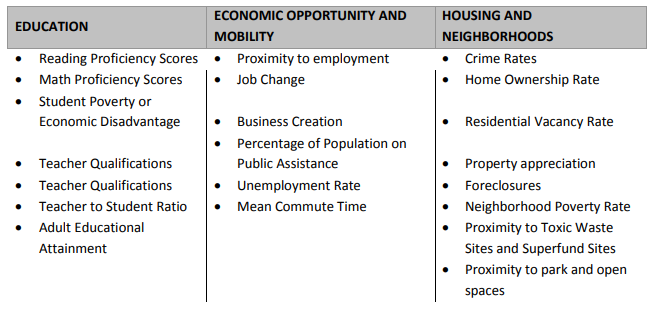 EDUCATION
ECONOMIC OPPORTUNITY AND
MOBILITY
HOUSING AND
NEIGHBORHOODS
• Reading Proficiency Scores
• Math Proficiency Scores
• Student Poverty or
Economic Disadvantage
• Teacher Qualifications
• Teacher Qualifications
• Teacher to Student Ratio
• Adult Educational
Attainment
• Proximity to employment
• Job Change
• Business Creation
• Percentage of Population on
Public Assistance
• Unemployment Rate
• Mean Commute Time
• Crime Rates
• Home Ownership Rate
• Residential Vacancy Rate
• Property appreciation
• Foreclosures
• Neighborhood Poverty Rate
• Proximity to Toxic Waste
Sites and Superfund Sites
• Proximity to park and open
spaces